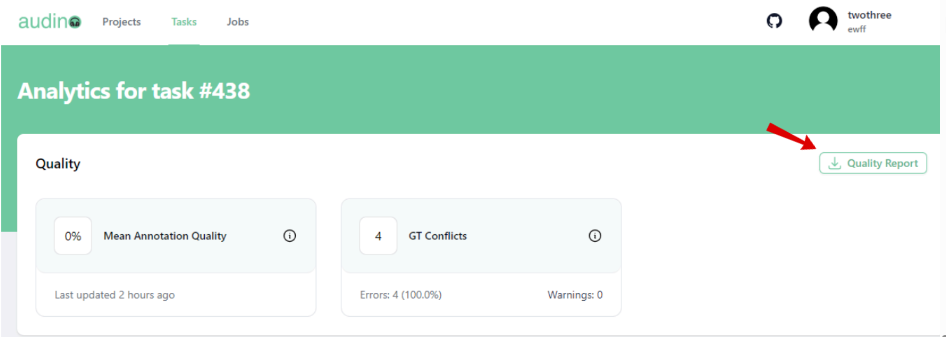 audino Projects Tasks Jobs twothree
ewff
Analytics for task #438
Quality Quality Report
0% Mean Annotation Quality 4 GT Conflicts
Last updated 2 hours ago Errors: 4 (100.0%) Warnings: 0